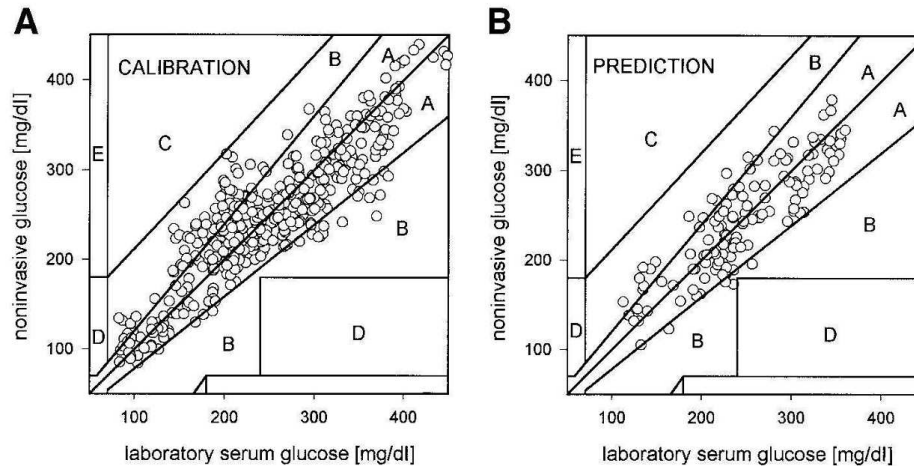 A
CALIBRATION
B
A
A
C
E
B
D
B
D
400
300
200
100
noninvasive glucose [mg/dl]
100 200 300 400
laboratory serum glucose [mg/dl]
B
PREDICTION
B
A
A
C
E
B
D
B
D
400
300
200
100
noninvasive glucose [mg/dl]
100 200 300 400
laboratory serum glucose [mg/dl]